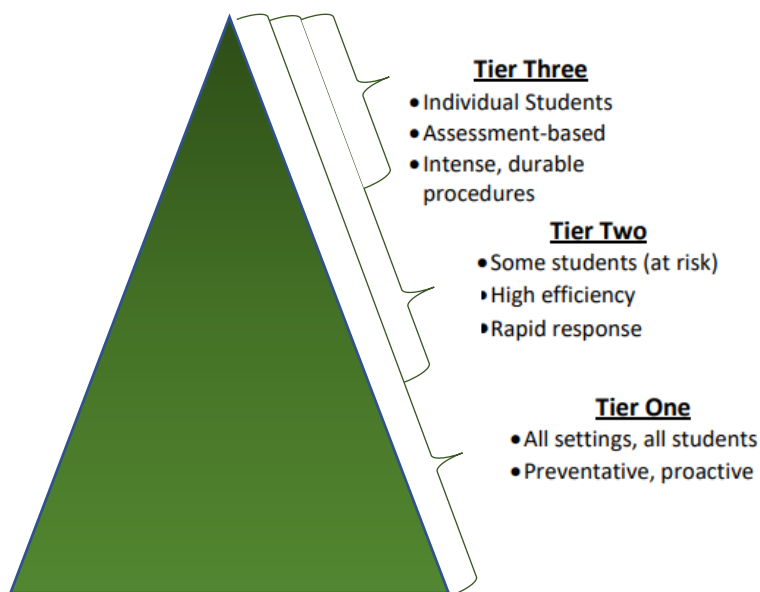 Tier Three
•Individual Students
•Assessment-based
•Intense, durable
procedures
Tier Two
•Some students (at risk)
•High efficiency
•Rapid response
Tier One
•All settings, all students
•Preventative, proactive